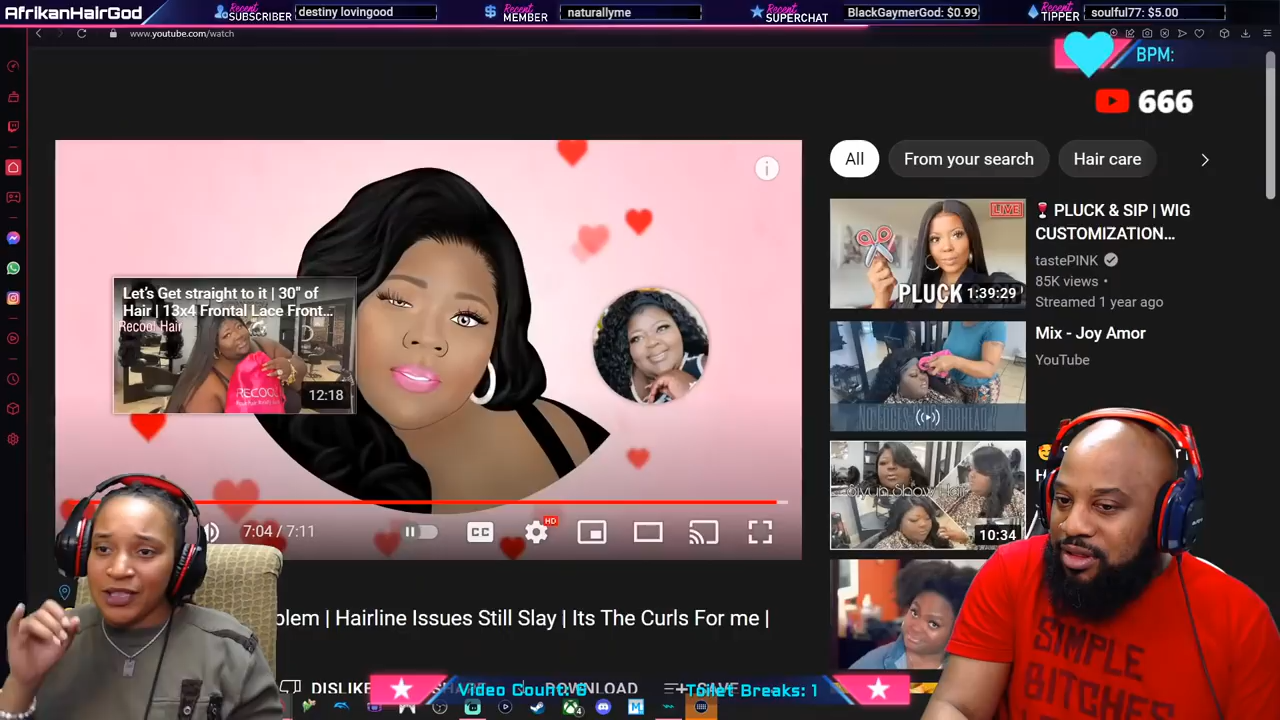 AfrikanHairGod
Recent SUBSCRIBER
destiny lovingood
Recent MEMBER
naturallyme
Recent SUPERCHAT
BlackGaymerGod: $0.99
Recent TIPPER
soulful77: $5.00
www.youtube.com/watch
BPM:
666
All
From your search
Hair care
LIVE
PLUCK
1:39:29
PLUCK & SIP | WIG
CUSTOMIZATION...
tastePINK
85K views •
Streamed 1 year ago
Let's Get straight to it | 30" of
Hair | 13x4 Frontal Lace Front...
Recool Hair
RECOOL
12:18
Mix - Joy Amor
YouTube
10:34
7:04 / 7:11
CC
HD
blem | Hairline Issues Still Slay | Its The Curls For me |
DISLIKE
DOWNLOAD
Video Count: 6
Toilet Breaks: 1
SIMPLE
BITCHES